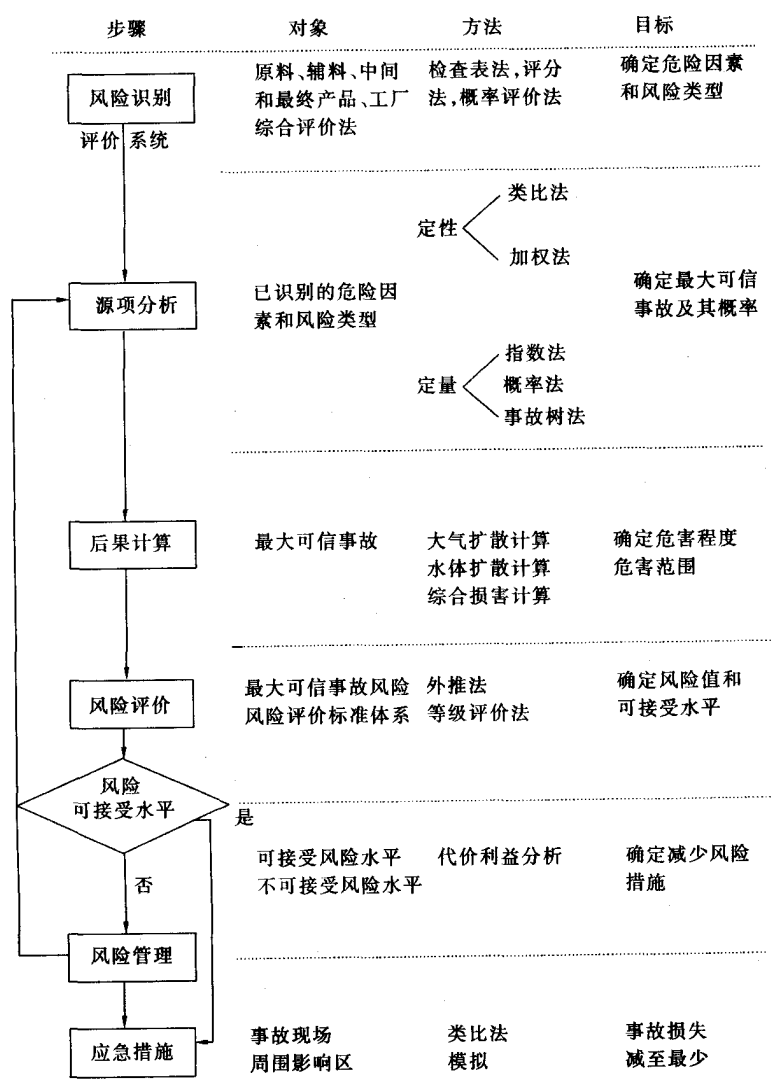 步骤 对象 方法 目标
风险识别
原料、辅料、中间
和最终产品、工厂
综合评价法
检查表法,评分
法,概率评价法
确定危险因素
和风险类型
评价系统
类比法
定性
加权法
源项分析
已识别的危险因
素和风险类型
确定最大可信
事故及其概率
指数法
定量 概率法
事故树法
后果计算
最大可信事故
大气扩散计算
水体扩散计算
综合损害计算
确定危害程度
危害范围
风险评价
最大可信事故风险
风险评价标准体系
外推法
等级评价法
确定风险值和
可接受水平
风险
可接受水平
是
否
可接受风险水平
不可接受风险水平
代价利益分析
确定减少风险
措施
风险管理
应急措施
事故现场
周围影响区
类比法
模拟
事故损失
减至最少